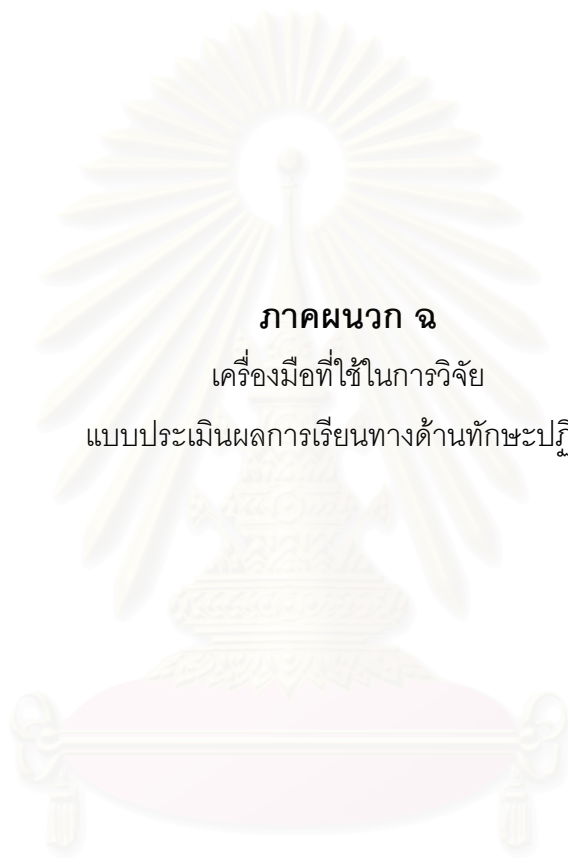 ภาคผนวก ฉ
เครื่องมือที่ใช้ในการวิจัย
แบบประเมินผลการเรียนทางด้านทักษะปฏิ